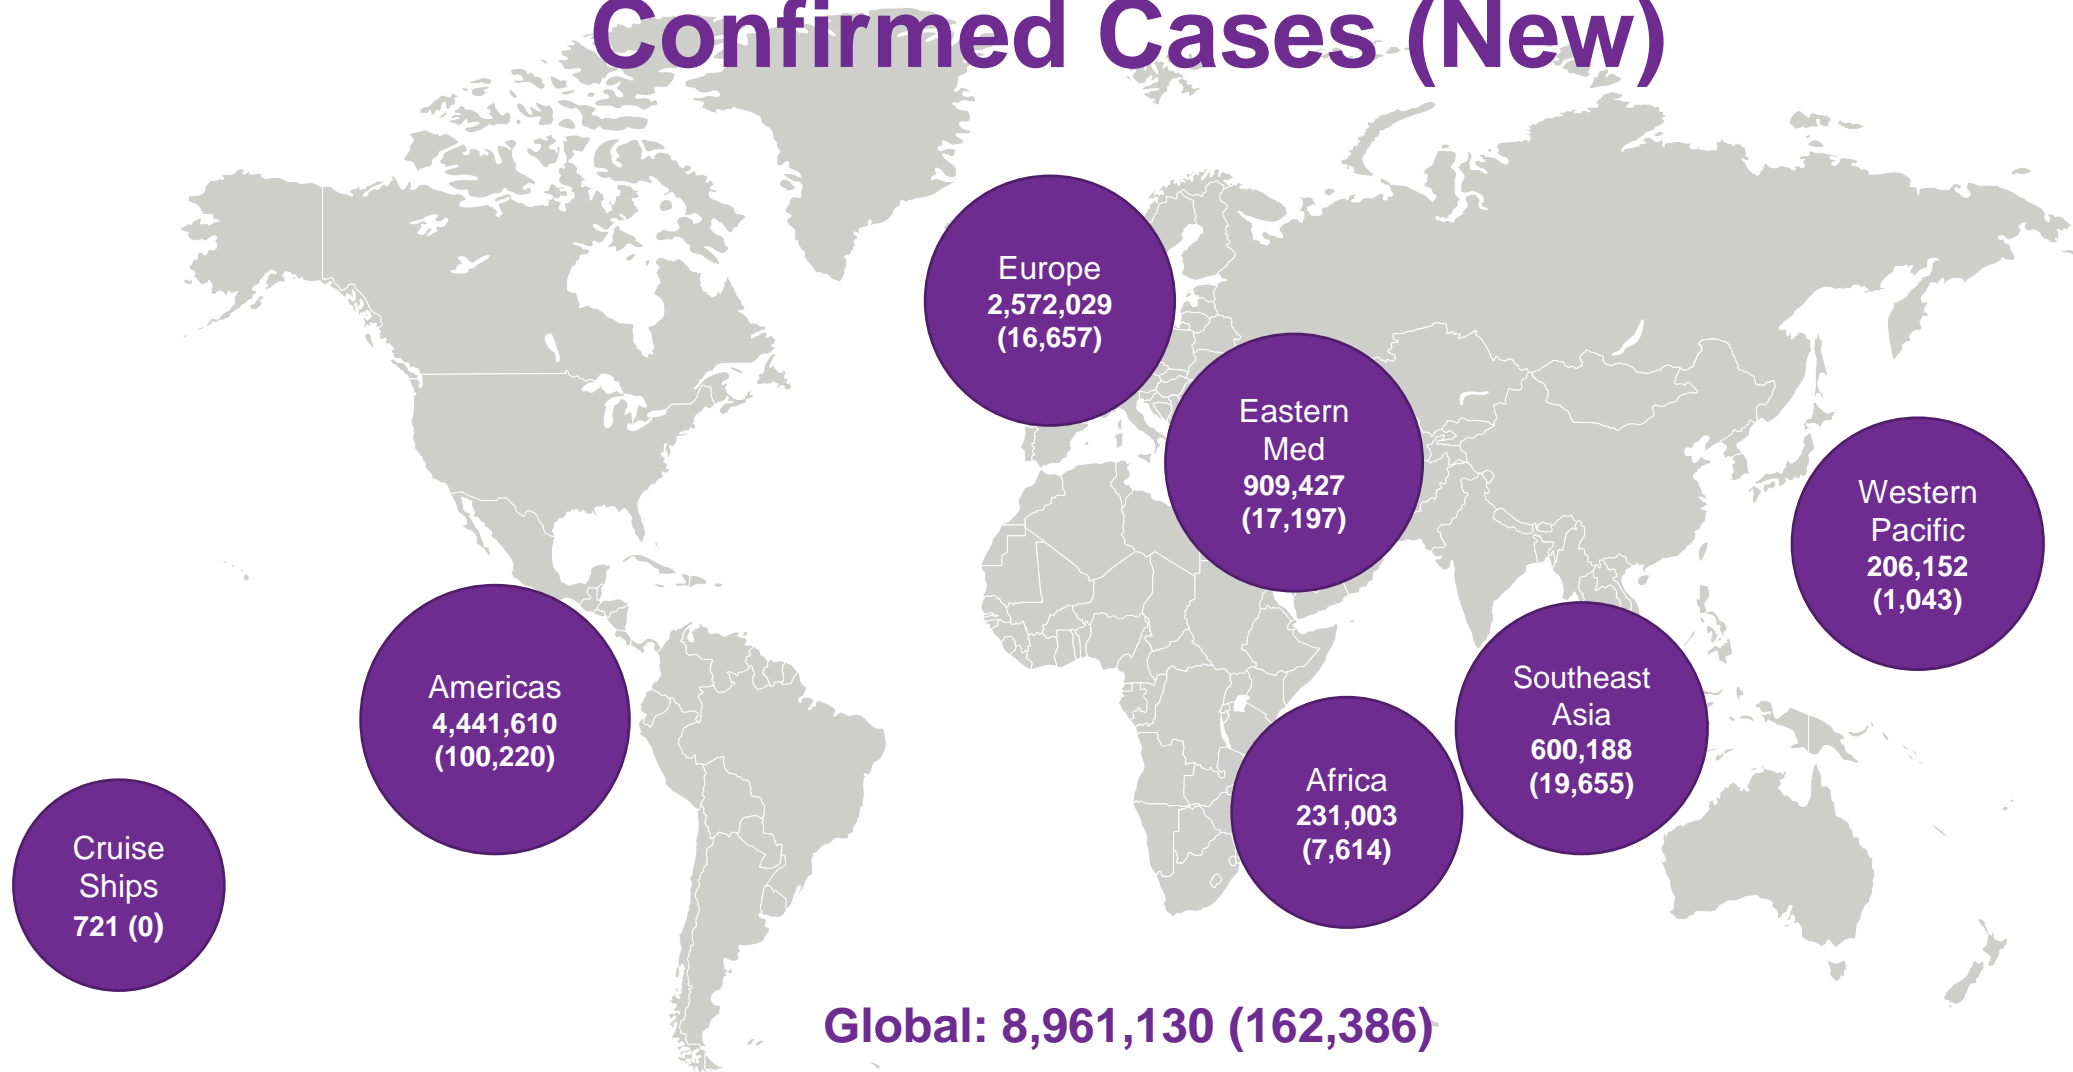 Confirmed Cases (New)
Europe
2,572,029
(16,657)
Eastern
Med
909,427
(17,197)
Western
Pacific
206,152
(1,043)
Americas
4,441,610
(100,220)
Southeast
Asia
600,188
(19,655)
Africa
231,003
(7,614)
Cruise
Ships
721 (0)
Global: 8,961,130 (162,386)